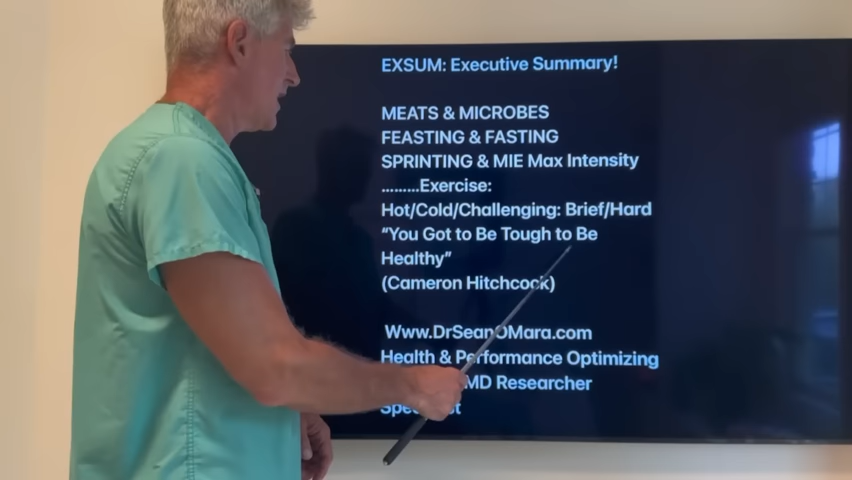 EXSUM: Executive Summary!
MEATS & MICROBES
FEASTING & FASTING
SPRINTING & MIE Max Intensity
.........Exercise:
Hot/Cold/Challenging: Brief/Hard
“You Got to Be Tough to Be
Healthy”
(Cameron Hitchcock)
Www.DrSeanOMara.com
Health & Performance Optimizing
MD Researcher